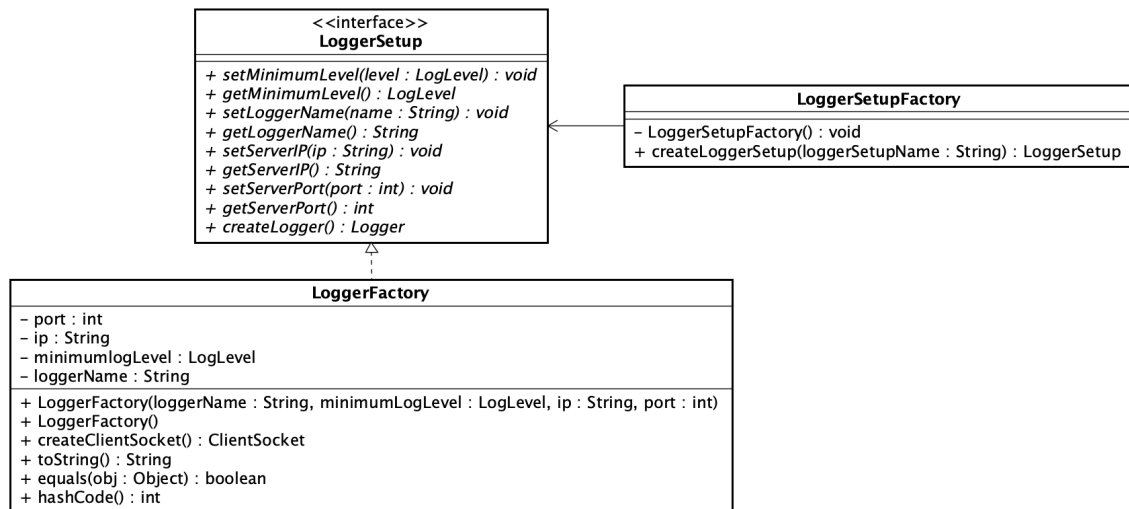 <<interface>>
LoggerSetup
+ setMinimumLevel(level : LogLevel) : void
+ getMinimumLevel() : LogLevel
+ setLoggerName(name : String) : void
+ getLoggerName() : String
+ setServerIP(ip : String) : void
+ getServerIP() : String
+ setServerPort(port : int) : void
+ getServerPort() : int
+ createLogger() : Logger
LoggerSetupFactory
– LoggerSetupFactory() : void
+ createLoggerSetup(loggerSetupName : String) : LoggerSetup
LoggerFactory
– port : int
– ip : String
– minimumlogLevel : LogLevel
– loggerName : String
+ LoggerFactory(loggerName : String, minimumLogLevel : LogLevel, ip : String, port : int)
+ LoggerFactory()
+ createClientSocket() : ClientSocket
+ toString() : String
+ equals(obj : Object) : boolean
+ hashCode() : int